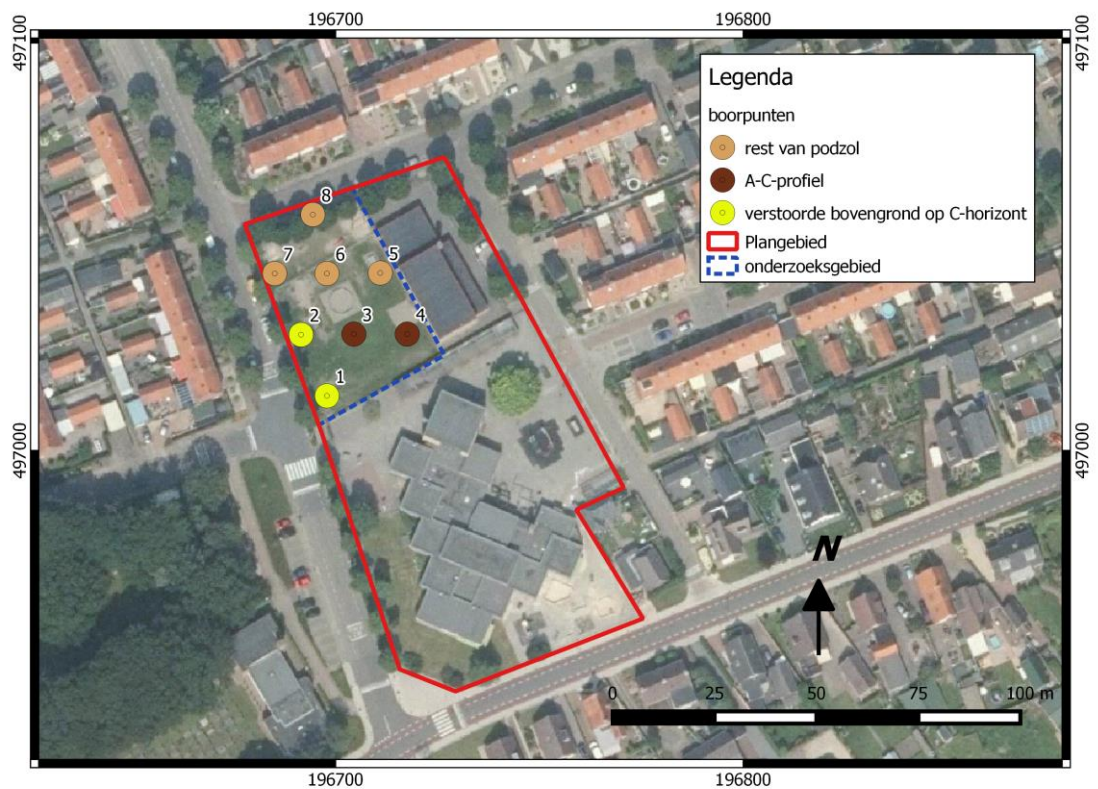 196700 196800
497100 497100
Legenda
boorpunten
rest van podzol
A-C-profiel
verstoorde bovengrond op C-horizont
Plangebied
onderzoeksgebied
8
7 6 5
2 3 4
1
497000 497000
N
0 25 50 75 100 m
196700 196800